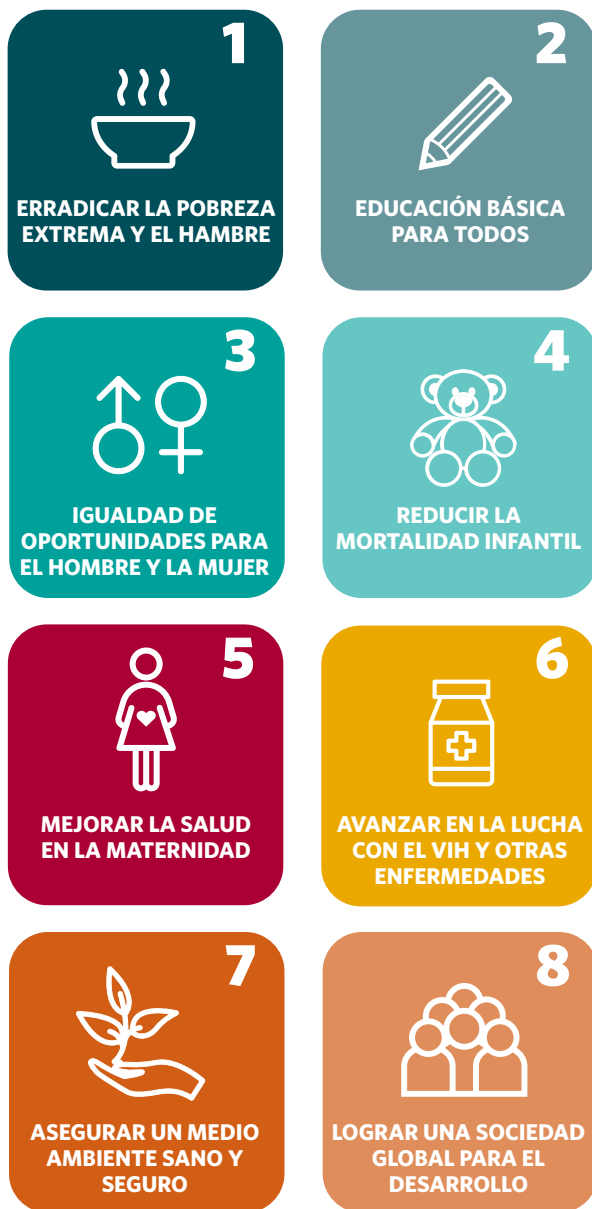 1
ERRADICAR LA POBREZA
EXTREMA Y EL HAMBRE
2
EDUCACIÓN BÁSICA
PARA TODOS
3
IGUALDAD DE
OPORTUNIDADES PARA
EL HOMBRE Y LA MUJER
4
REDUCIR LA
MORTALIDAD INFANTIL
5
MEJORAR LA SALUD
EN LA MATERNIDAD
6
AVANZAR EN LA LUCHA
CON EL VIH Y OTRAS
ENFERMEDADES
7
ASEGURAR UN MEDIO
AMBIENTE SANO Y
SEGURO
8
LOGRAR UNA SOCIEDAD
GLOBAL PARA EL
DESARROLLO